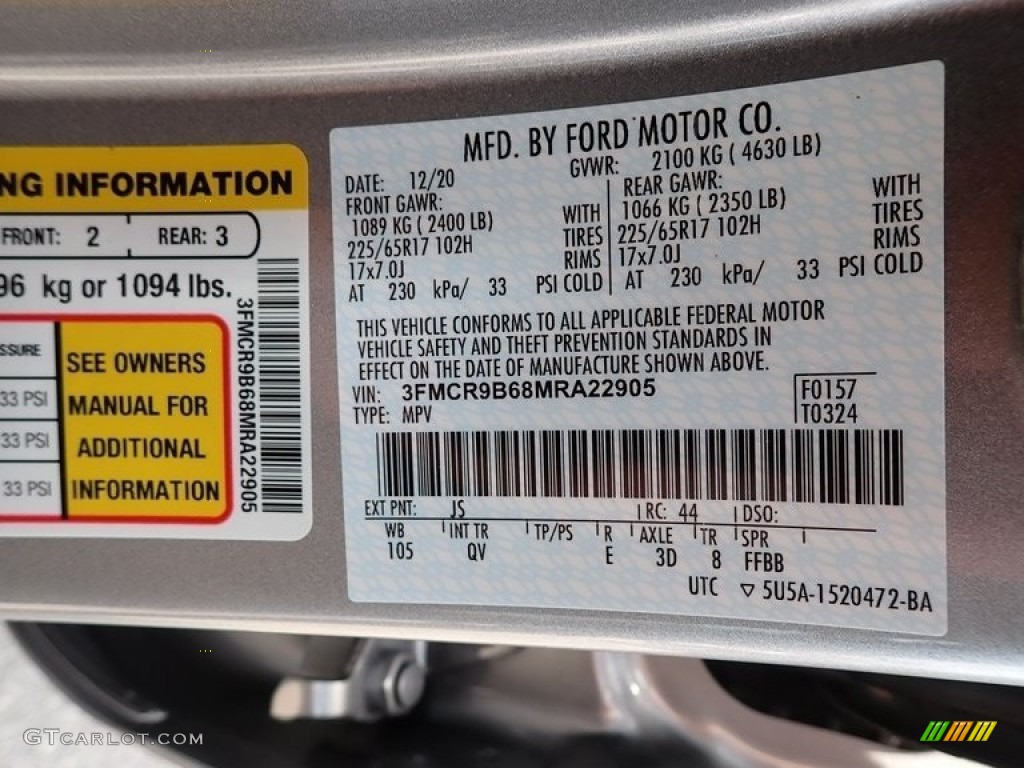 NG INFORMATION
FRONT: 2 REAR: 3
96 kg or 1094 lbs.
SSURE
33 PSI
33 PSI
33 PSI
SEE OWNERS
MANUAL FOR
ADDITIONAL
INFORMATION
3FMCR9B68MRA22905
MFD. BY FORD MOTOR CO.
DATE: 12/20 GVWR: 2100 KG ( 4630 LB)
FRONT GAWR: REAR GAWR:
1089 KG ( 2400 LB) WITH 1066 KG ( 2350 LB) WITH
225/65R17 102H TIRES 225/65R17 102H TIRES
17x7.0J RIMS 17x7.0J RIMS
AT 230 kPa/ 33 PSI COLD AT 230 kPa/ 33 PSI COLD
THIS VEHICLE CONFORMS TO ALL APPLICABLE FEDERAL MOTOR
VEHICLE SAFETY AND THEFT PREVENTION STANDARDS IN
EFFECT ON THE DATE OF MANUFACTURE SHOWN ABOVE.
VIN: 3FMCR9B68MRA22905 F0157
TYPE: MPV T0324
EXT PNT: JS RC: 44 DSO:
WB INT TR TP/PS R AXLE TR SPR
105 QV E 3D 8 FFBB
UTC ▽ 5U5A-1520472-BA
GTCARLOT.COM